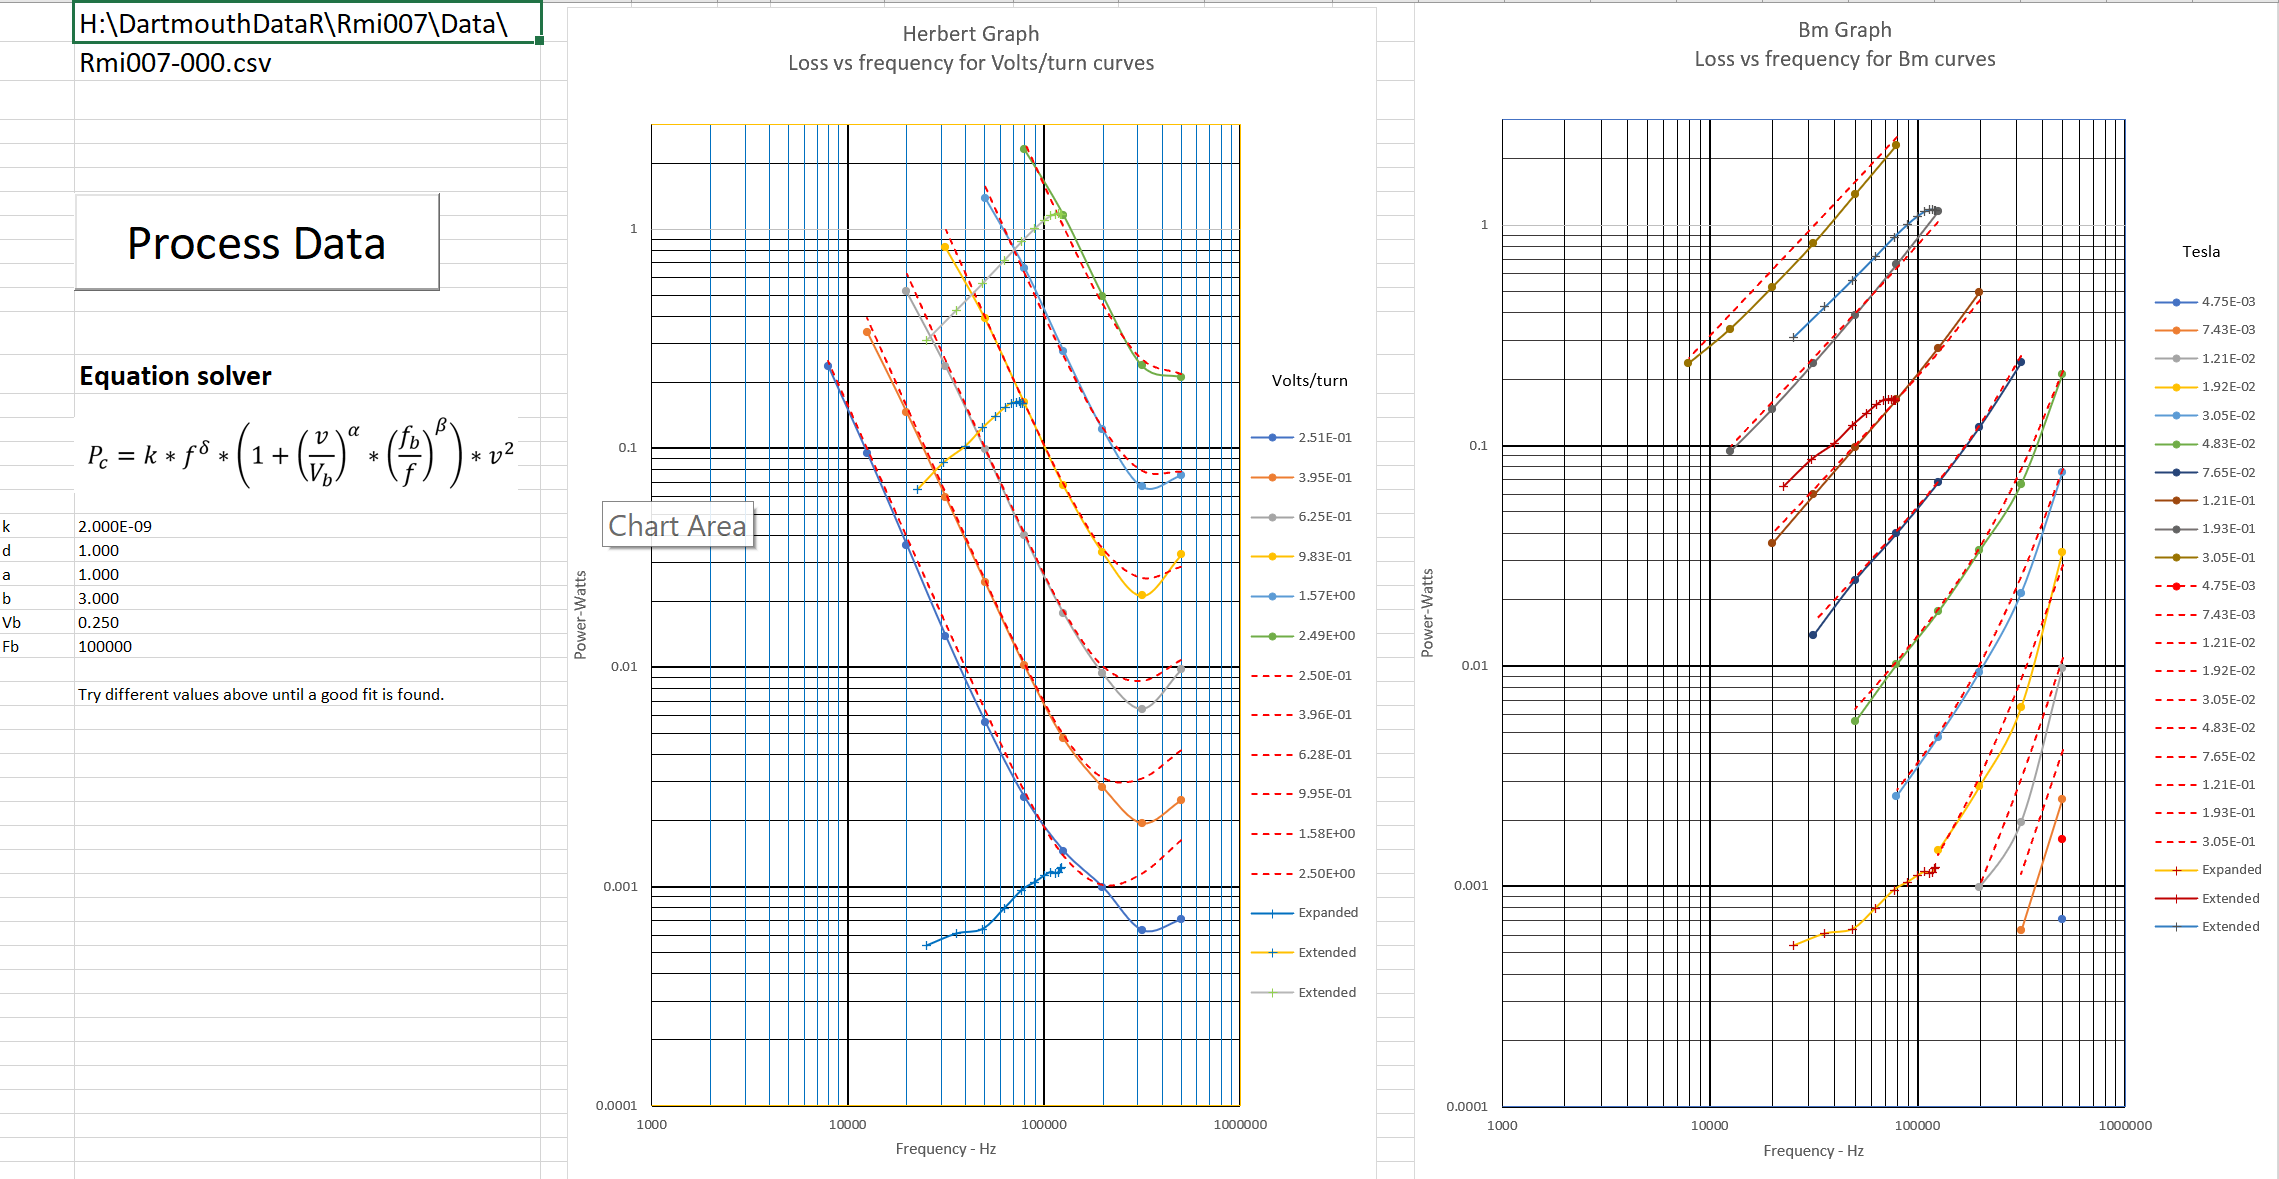 H:\DartmouthDataR\Rmi007\Data\
Rmi007-000.csv
Process Data
Equation solver
P_c = k * f^δ * (1 + (v/V_b)^α * (f_b/f)^β) * v^2
k 2.000E-09
d 1.000
a 1.000
b 3.000
Vb 0.250
Fb 100000
Try different values above until a good fit is found.
Herbert Graph
Loss vs frequency for Volts/turn curves
1
0.1
0.01
0.001
0.0001
Power-Watts
Chart Area
1000 10000 100000 1000000
Frequency - Hz
Volts/turn
2.51E-01
3.95E-01
6.25E-01
9.83E-01
1.57E+00
2.49E+00
2.50E-01
3.96E-01
6.28E-01
9.95E-01
1.58E+00
2.50E+00
Expanded
Extended
Extended
Bm Graph
Loss vs frequency for Bm curves
1
0.1
0.01
0.001
0.0001
Power-Watts
1000 10000 100000 1000000
Frequency - Hz
Tesla
4.75E-03
7.43E-03
1.21E-02
1.92E-02
3.05E-02
4.83E-02
7.65E-02
1.21E-01
1.93E-01
3.05E-01
4.75E-03
7.43E-03
1.21E-02
1.92E-02
3.05E-02
4.83E-02
7.65E-02
1.21E-01
1.93E-01
3.05E-01
Expanded
Extended
Extended